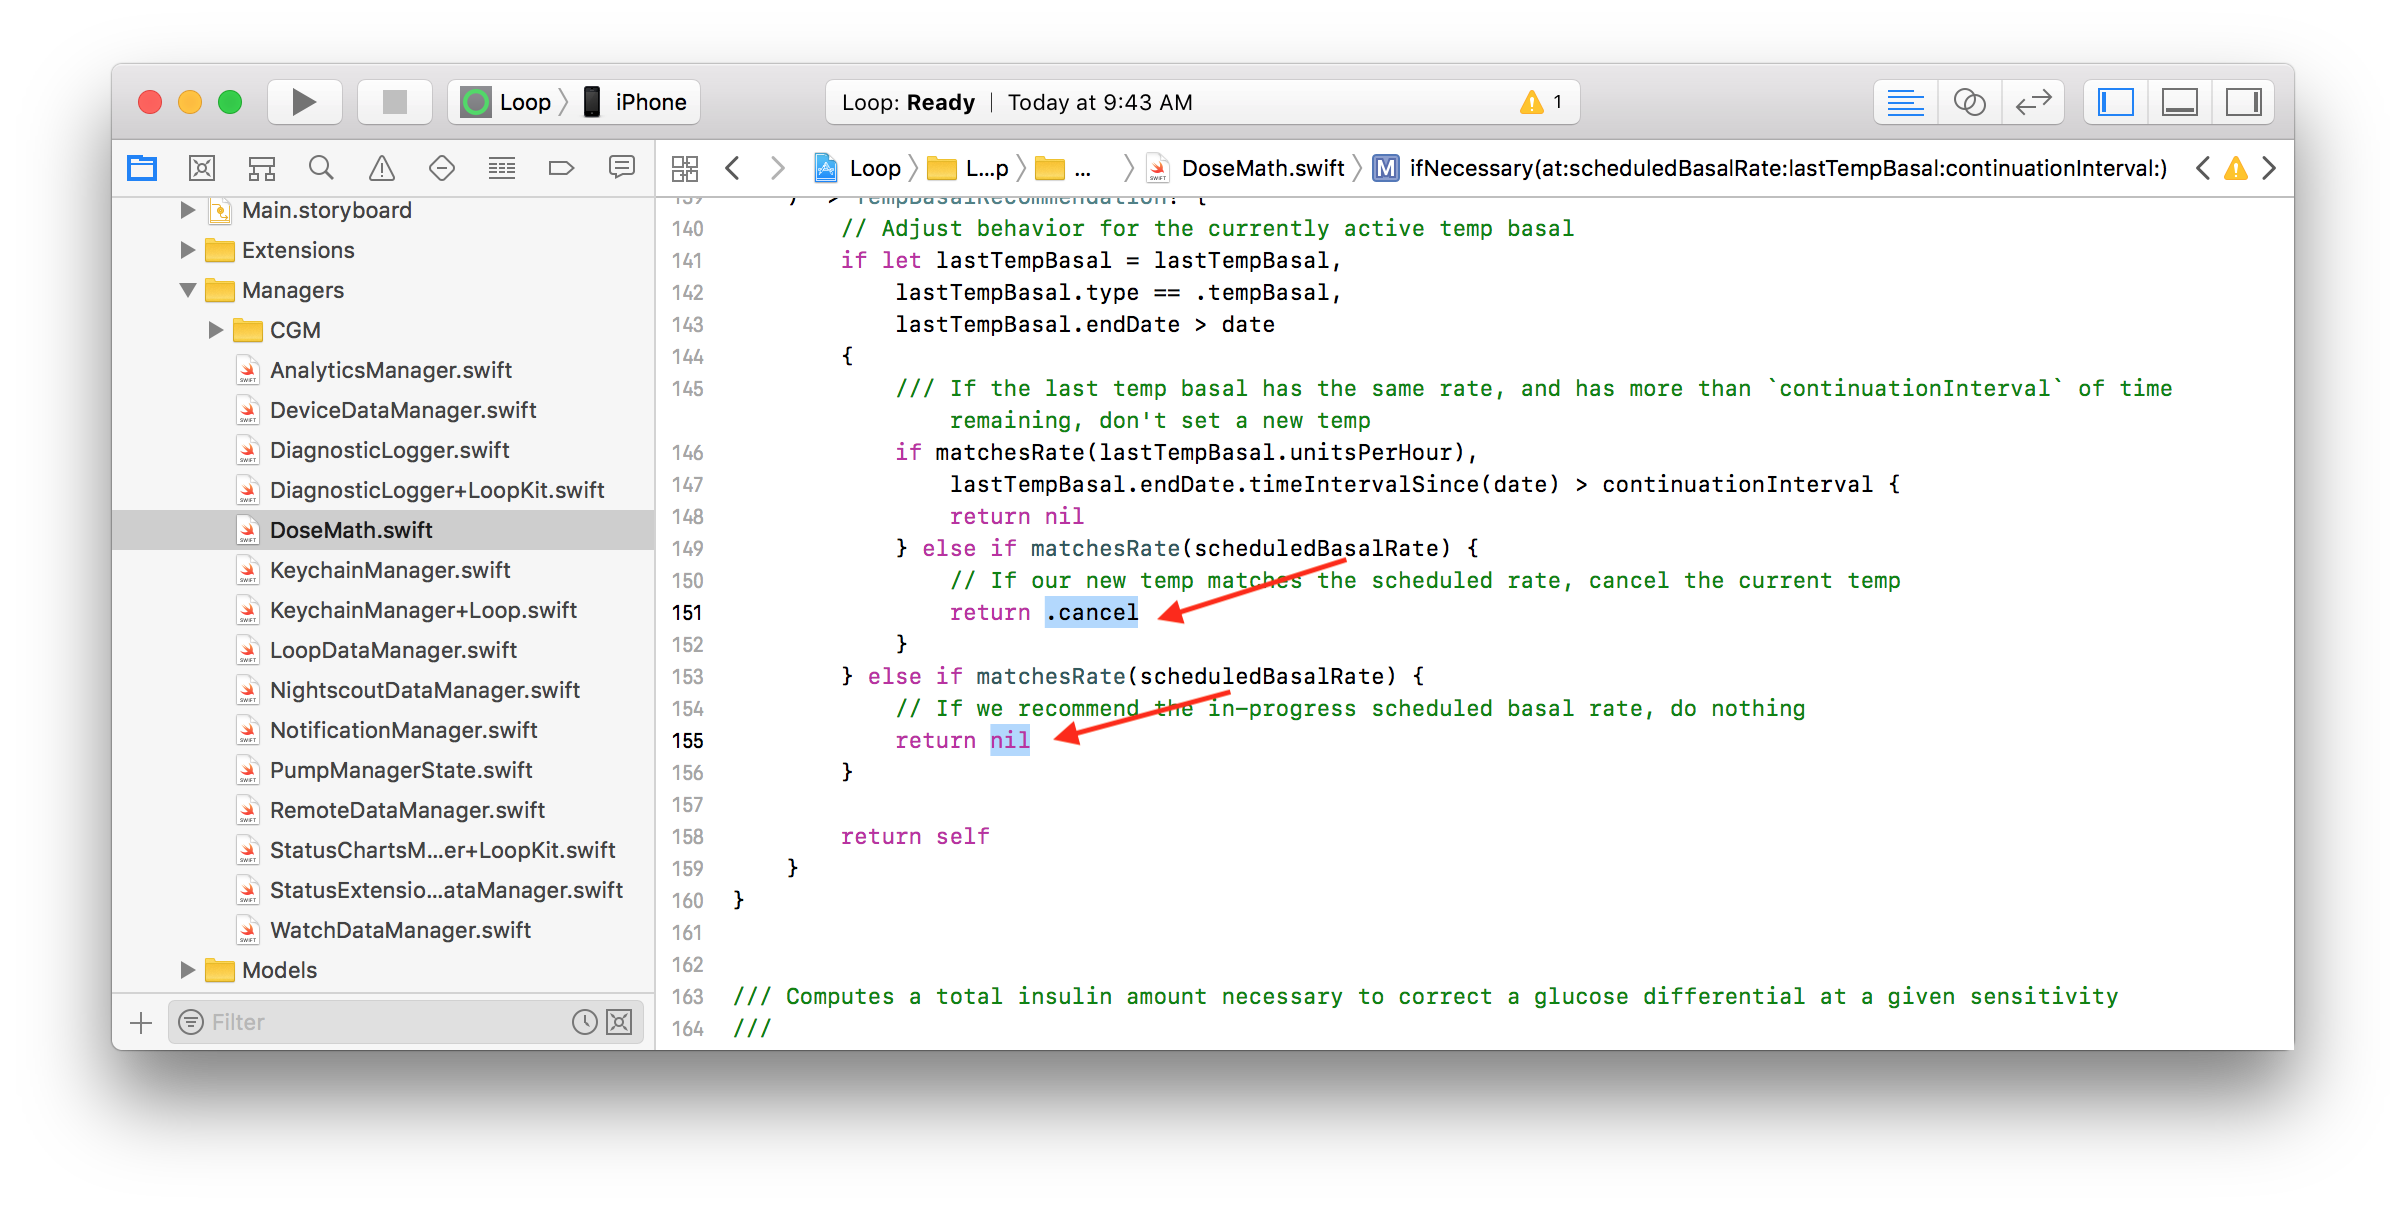 Loop iPhone
Loop: Ready | Today at 9:43 AM
1
Loop L...p ... DoseMath.swift M ifNecessary(at:scheduledBasalRate:lastTempBasal:continuationInterval:)
Main.storyboard
Extensions
Managers
CGM
AnalyticsManager.swift
DeviceDataManager.swift
DiagnosticLogger.swift
DiagnosticLogger+LoopKit.swift
DoseMath.swift
KeychainManager.swift
KeychainManager+Loop.swift
LoopDataManager.swift
NightscoutDataManager.swift
NotificationManager.swift
PumpManagerState.swift
RemoteDataManager.swift
StatusChartsM...er+LoopKit.swift
StatusExtensio...ataManager.swift
WatchDataManager.swift
Models
Filter
139 ) -> TempBasalRecommendation? {
140 // Adjust behavior for the currently active temp basal
141 if let lastTempBasal = lastTempBasal,
142 lastTempBasal.type == .tempBasal,
143 lastTempBasal.endDate > date
144 {
145 /// If the last temp basal has the same rate, and has more than `continuationInterval` of time
remaining, don't set a new temp
146 if matchesRate(lastTempBasal.unitsPerHour),
147 lastTempBasal.endDate.timeIntervalSince(date) > continuationInterval {
148 return nil
149 } else if matchesRate(scheduledBasalRate) {
150 // If our new temp matches the scheduled rate, cancel the current temp
151 return .cancel
152 }
153 } else if matchesRate(scheduledBasalRate) {
154 // If we recommend the in-progress scheduled basal rate, do nothing
155 return nil
156 }
157
158 return self
159 }
160 }
161
162
163 /// Computes a total insulin amount necessary to correct a glucose differential at a given sensitivity
164 ///